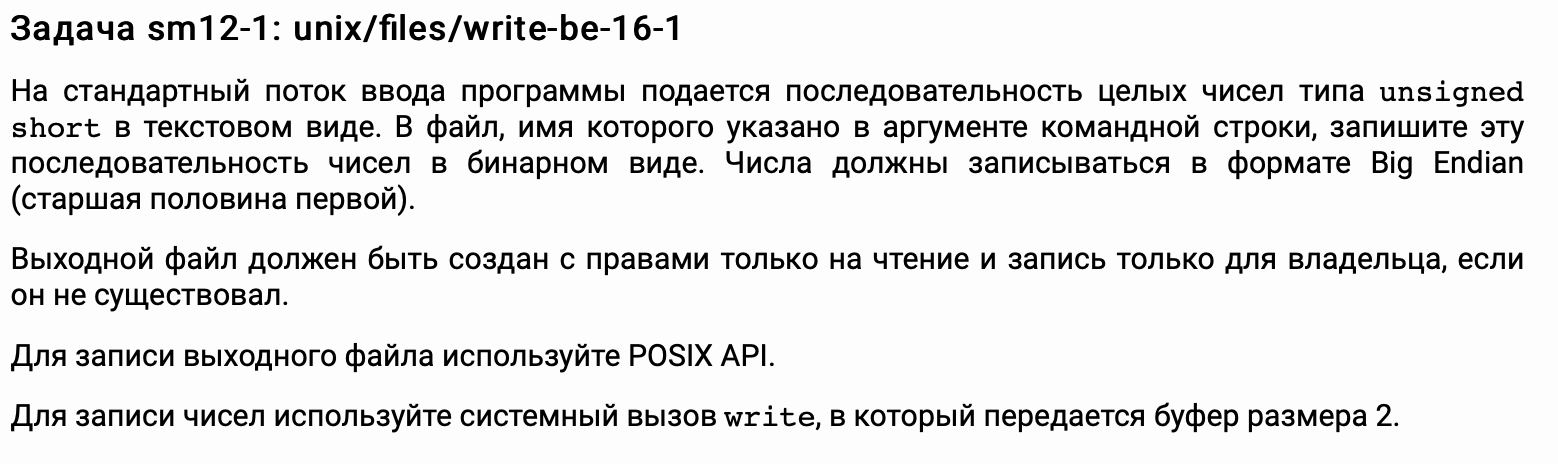 Задача sm12-1: unix/files/write-be-16-1
На стандартный поток ввода программы подается последовательность целых чисел типа unsigned
short в текстовом виде. В файл, имя которого указано в аргументе командной строки, запишите эту
последовательность чисел в бинарном виде. Числа должны записываться в формате Big Endian
(старшая половина первой).
Выходной файл должен быть создан с правами только на чтение и запись только для владельца, если
он не существовал.
Для записи выходного файла используйте POSIX API.
Для записи чисел используйте системный вызов write, в который передается буфер размера 2.